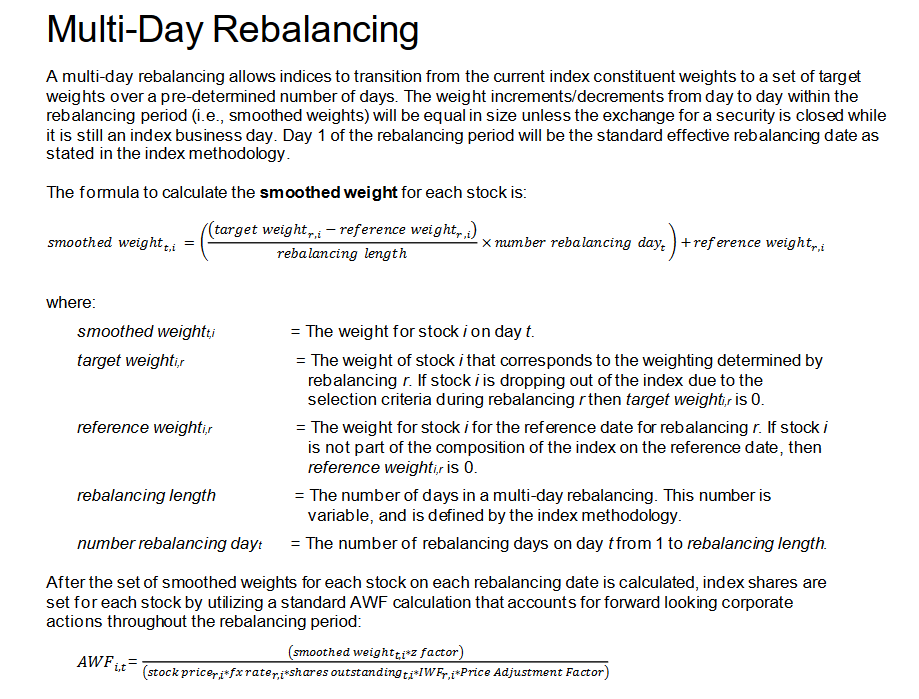 Multi-Day Rebalancing
A multi-day rebalancing allows indices to transition from the current index constituent weights to a set of target
weights over a pre-determined number of days. The weight increments/decrements from day to day within the
rebalancing period (i.e., smoothed weights) will be equal in size unless the exchange for a security is closed while
it is still an index business day. Day 1 of the rebalancing period will be the standard effective rebalancing date as
stated in the index methodology.
The formula to calculate the smoothed weight for each stock is:
smoothed weight_{t,i} = (((target weight_{r,i} − reference weight_{r,i}) / rebalancing length) × number rebalancing day_t) + reference weight_{r,i}
where:
smoothed weight_{t,i} = The weight for stock i on day t.
target weight_{i,r} = The weight of stock i that corresponds to the weighting determined by
rebalancing r. If stock i is dropping out of the index due to the
selection criteria during rebalancing r then target weight_{i,r} is 0.
reference weight_{i,r} = The weight for stock i for the reference date for rebalancing r. If stock i
is not part of the composition of the index on the reference date, then
reference weight_{i,r} is 0.
rebalancing length = The number of days in a multi-day rebalancing. This number is
variable, and is defined by the index methodology.
number rebalancing day_t = The number of rebalancing days on day t from 1 to rebalancing length.
After the set of smoothed weights for each stock on each rebalancing date is calculated, index shares are
set for each stock by utilizing a standard AWF calculation that accounts for forward looking corporate
actions throughout the rebalancing period:
AWF_{i,t} = (smoothed weight_{t,i}*z factor) / (stock price_{r,i}*fx rate_{r,i}*shares outstanding_{t,i}*IWF_{r,i}*Price Adjustment Factor)